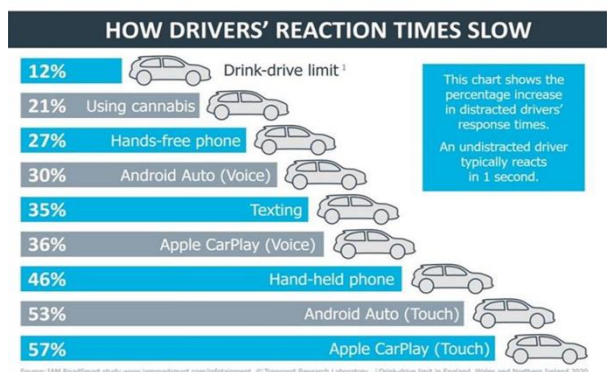 HOW DRIVERS' REACTION TIMES SLOW
12% Drink-drive limit ¹
21% Using cannabis
27% Hands-free phone
30% Android Auto (Voice)
35% Texting
36% Apple CarPlay (Voice)
46% Hand-held phone
53% Android Auto (Touch)
57% Apple CarPlay (Touch)
This chart shows the
percentage increase
in distracted drivers'
response times.
An undistracted driver
typically reacts
in 1 second.